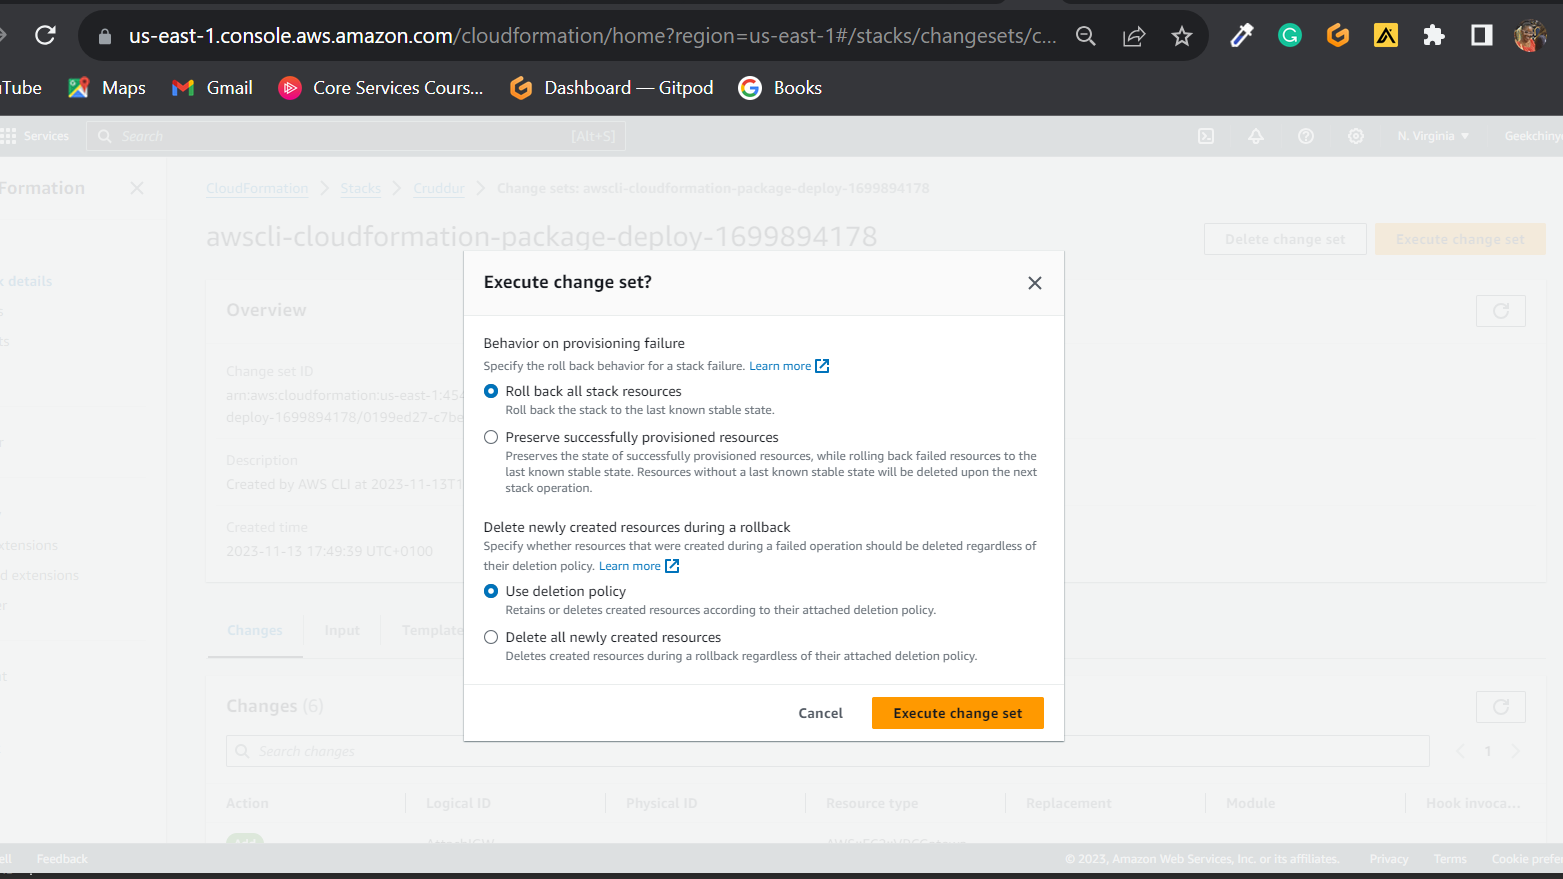 us-east-1.console.aws.amazon.com/cloudformation/home?region=us-east-1#/stacks/changesets/c...
Tube Maps Gmail Core Services Cours... Dashboard — Gitpod Books
Services Search [Alt+S] N. Virginia Geekchiny
Formation
CloudFormation Stacks Cruddur Change sets: awscli-cloudformation-package-deploy-1699894178
awscli-cloudformation-package-deploy-1699894178
Delete change set Execute change set
details
Overview
Change set ID
arn:aws:cloudformation:us-east-1:454
deploy-1699894178/0199ed27-c7be
Description
Created by AWS CLI at 2023-11-13T1
Created time
2023-11-13 17:49:39 UTC+0100
xtensions
d extensions
Execute change set?
Behavior on provisioning failure
Specify the roll back behavior for a stack failure. Learn more
Roll back all stack resources
Roll back the stack to the last known stable state.
Preserve successfully provisioned resources
Preserves the state of successfully provisioned resources, while rolling back failed resources to the
last known stable state. Resources without a last known stable state will be deleted upon the next
stack operation.
Delete newly created resources during a rollback
Specify whether resources that were created during a failed operation should be deleted regardless of
their deletion policy. Learn more
Use deletion policy
Retains or deletes created resources according to their attached deletion policy.
Delete all newly created resources
Deletes created resources during a rollback regardless of their attached deletion policy.
Cancel Execute change set
Changes Input Template
Changes (6)
Search changes
1
Action Logical ID Physical ID Resource type Replacement Module Hook invoca...
ell Feedback © 2023, Amazon Web Services, Inc. or its affiliates. Privacy Terms Cookie prefe